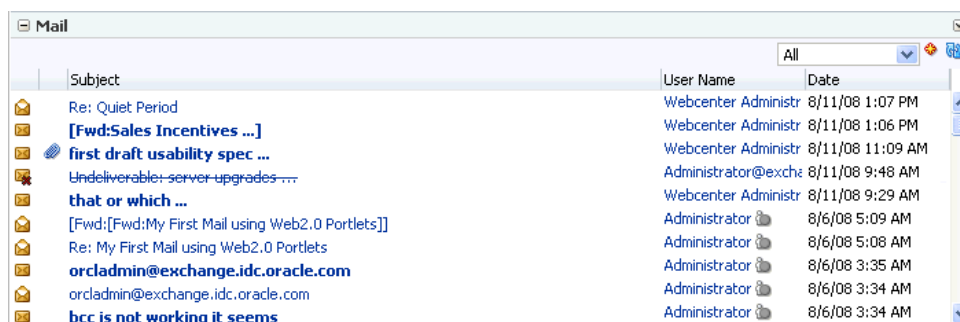 Mail
All
Subject User Name Date
Re: Quiet Period Webcenter Administr 8/11/08 1:07 PM
[Fwd:Sales Incentives ...] Webcenter Administr 8/11/08 1:06 PM
first draft usability spec ... Webcenter Administr 8/11/08 11:09 AM
Undeliverable: server upgrades ... Administrator@excha 8/11/08 9:48 AM
that or which ... Webcenter Administr 8/11/08 9:29 AM
[Fwd:[Fwd:My First Mail using Web2.0 Portlets]] Administrator 8/6/08 5:09 AM
Re: My First Mail using Web2.0 Portlets Administrator 8/6/08 5:08 AM
orcladmin@exchange.idc.oracle.com Administrator 8/6/08 3:35 AM
orcladmin@exchange.idc.oracle.com Administrator 8/6/08 3:34 AM
bcc is not working it seems Administrator 8/6/08 3:34 AM